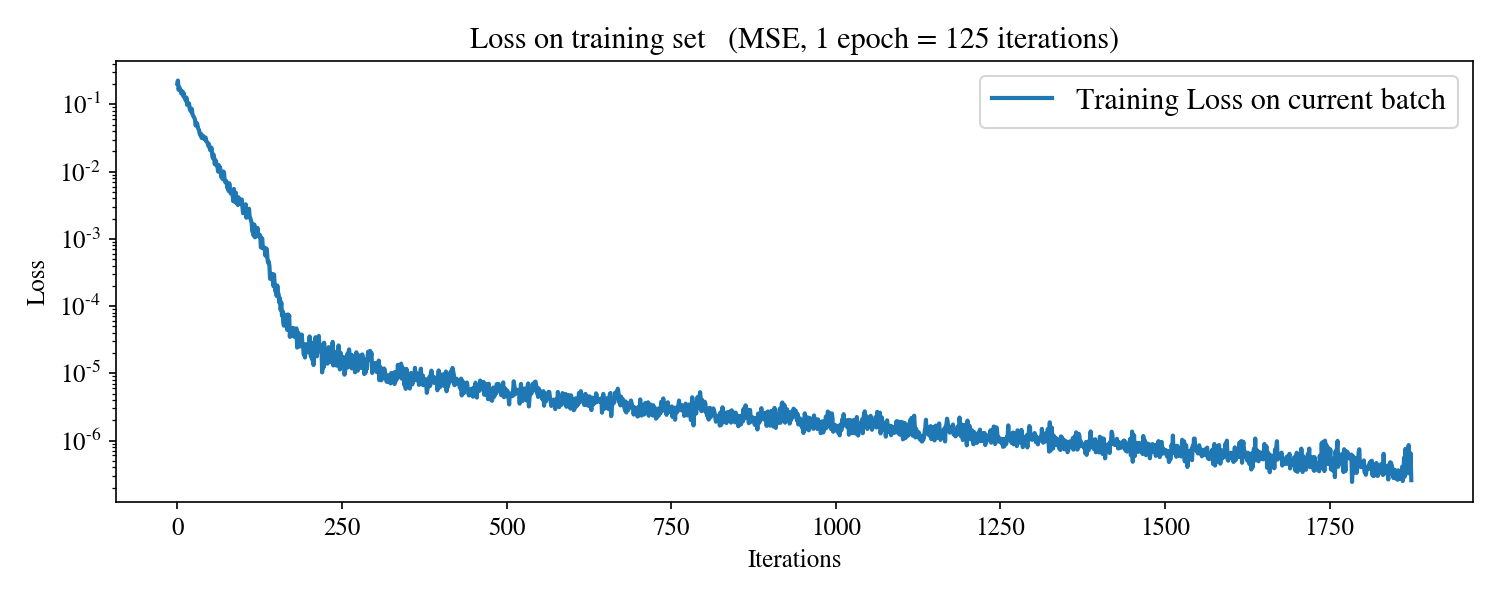 Loss on training set (MSE, 1 epoch = 125 iterations)
Training Loss on current batch
10^-1
10^-2
10^-3
10^-4
10^-5
10^-6
Loss
0 250 500 750 1000 1250 1500 1750
Iterations